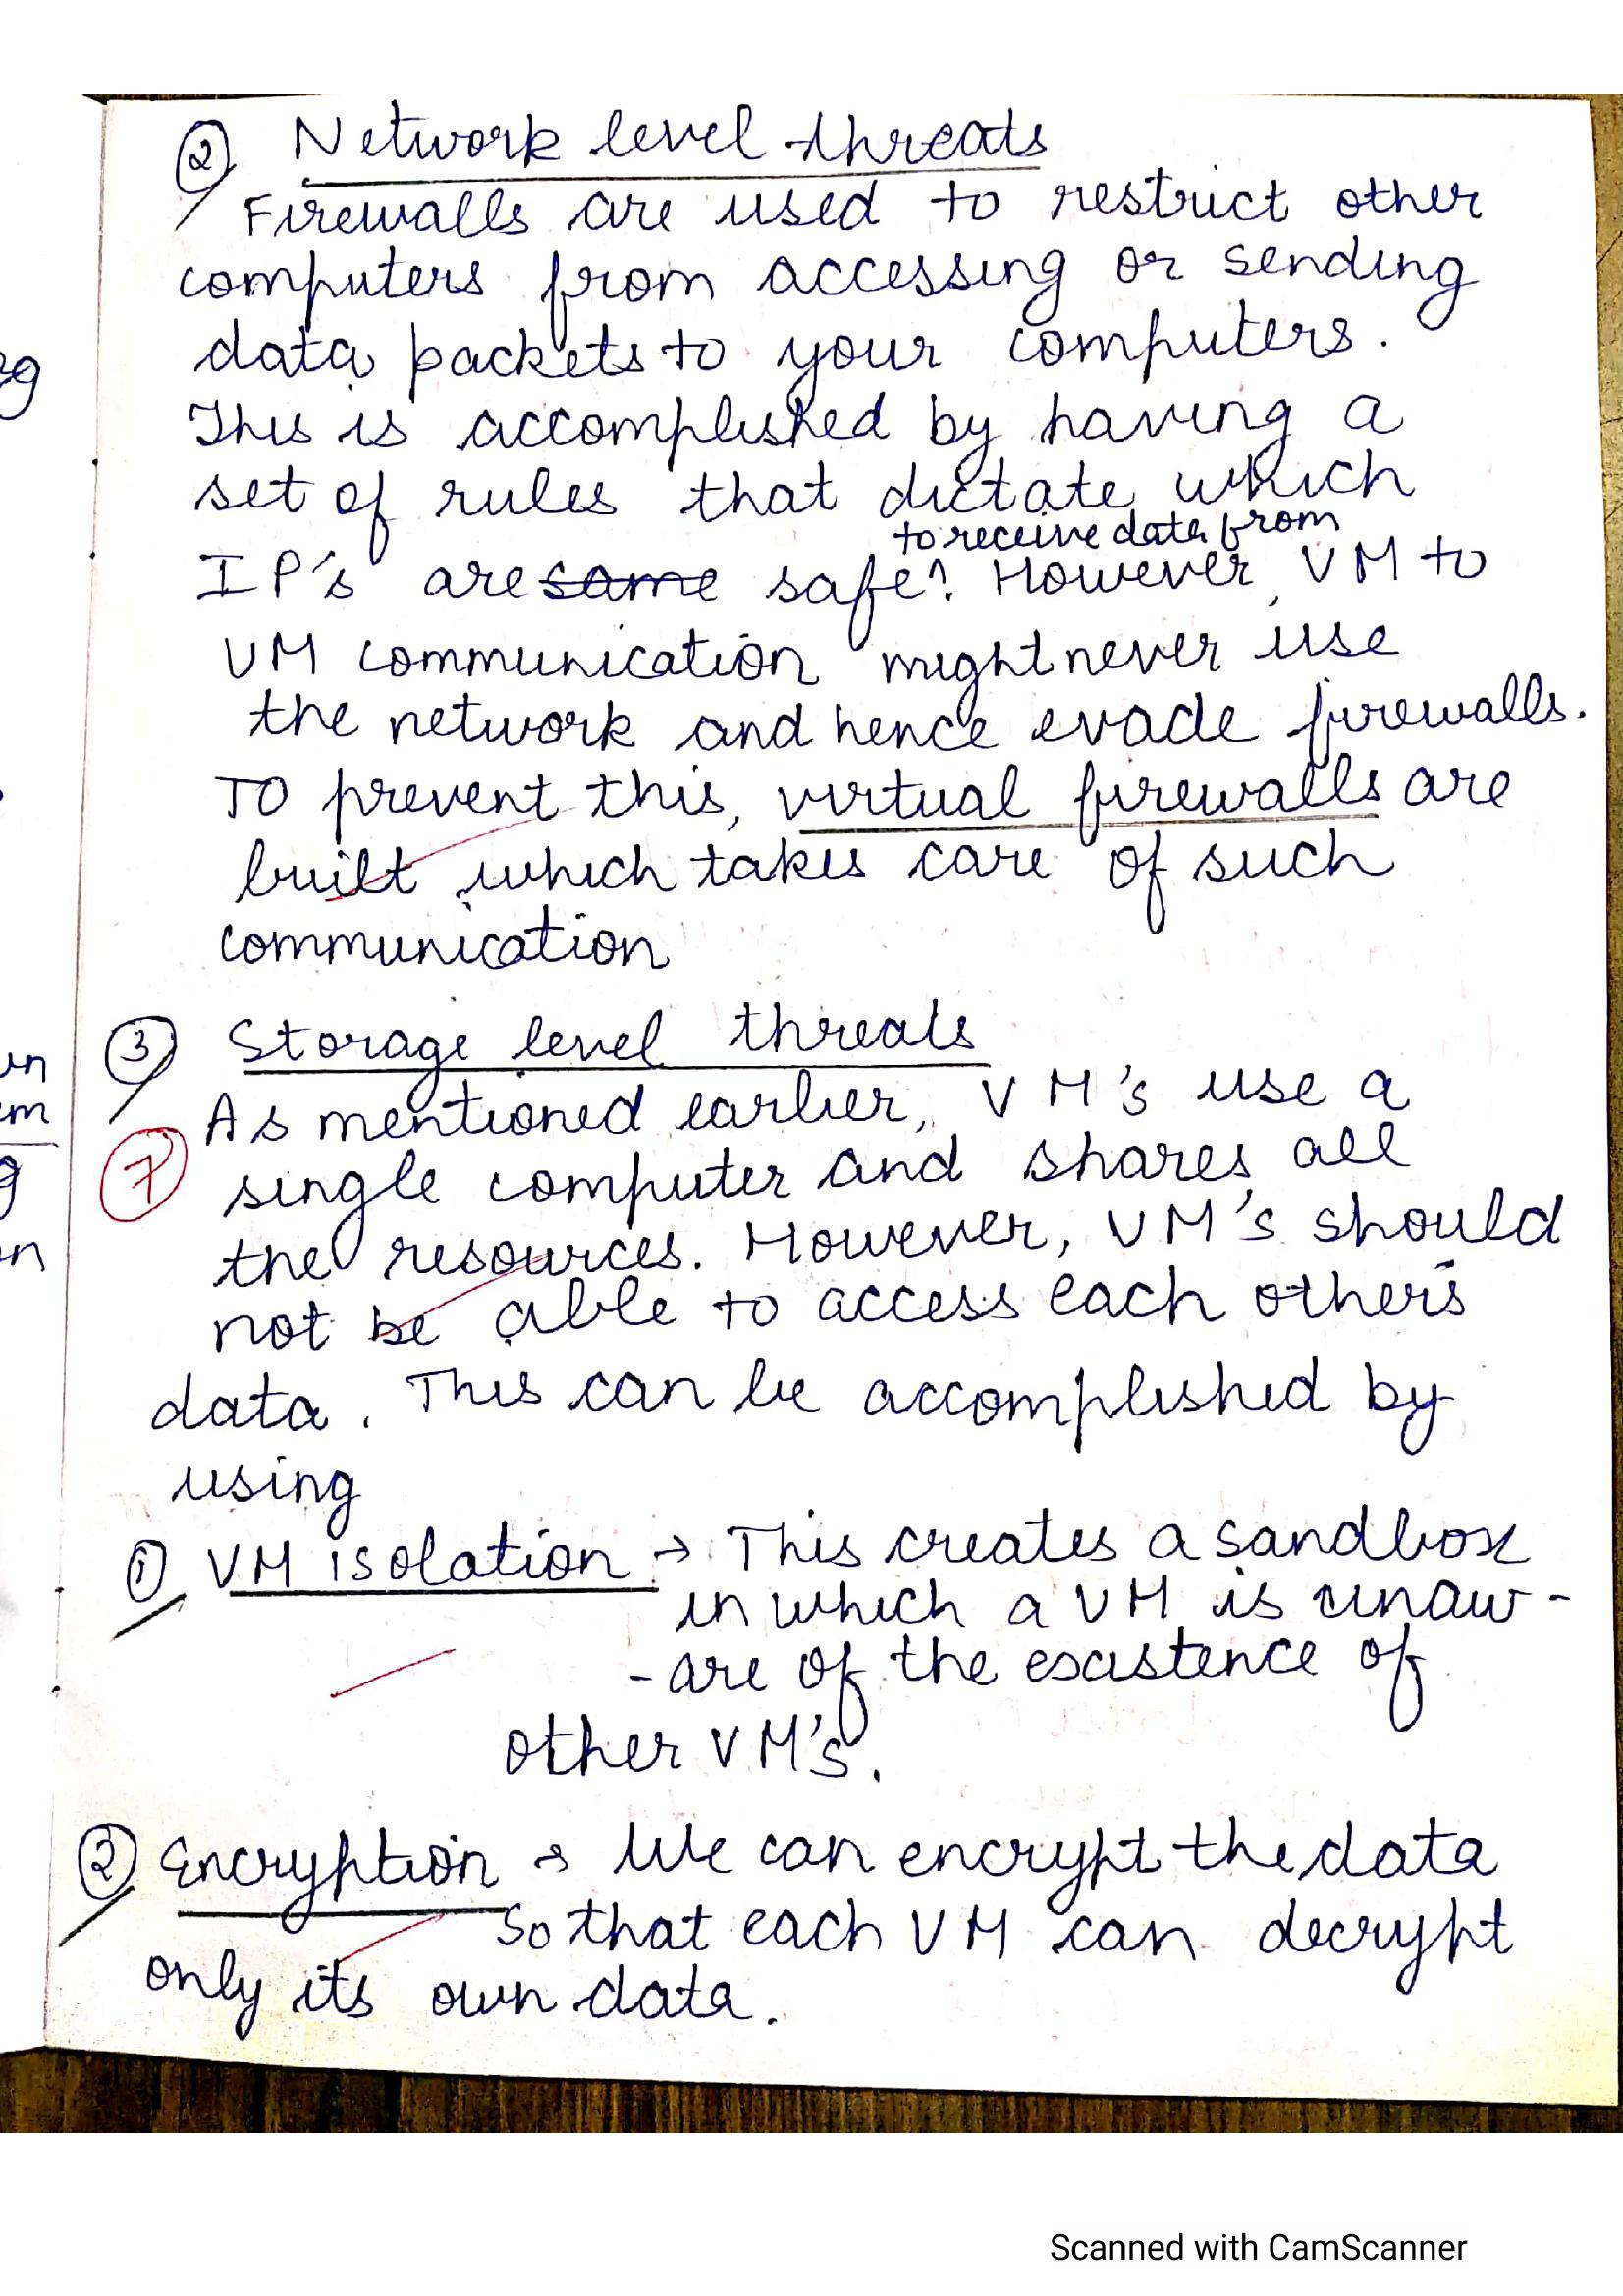 ② Network level threats
Firewalls are used to restrict other
computers from accessing or sending
data packets to your computers.
This is accomplished by having a
set of rules that dictate which
to receive data from
IP's are same safe^. However, VM to
VM communication might never use
the network and hence evade firewalls.
TO prevent this, virtual firewalls are
built which takes care of such
communication
③ Storage level threats
As mentioned earlier, VM's use a
⑦ single computer and shares all
the resources. However, VM's should
not be able to access each other's
data. This can be accomplished by
using
① VM isolation → This creates a sandbox
in which a VM is unaw-
-are of the existence of
other VM's.
② Encryption → We can encrypt the data
So that each VM can decrypt
only its own data.
Scanned with CamScanner